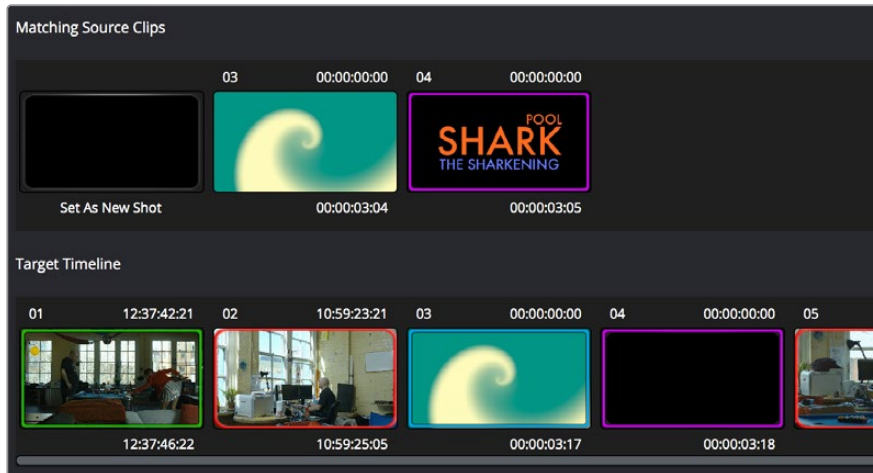 Matching Source Clips
03 00:00:00:00 04 00:00:00:00
POOL
SHARK
THE SHARKENING
Set As New Shot 00:00:03:04 00:00:03:05
Target Timeline
01 12:37:42:21 02 10:59:23:21 03 00:00:00:00 04 00:00:00:00 05
12:37:46:22 10:59:25:05 00:00:03:17 00:00:03:18